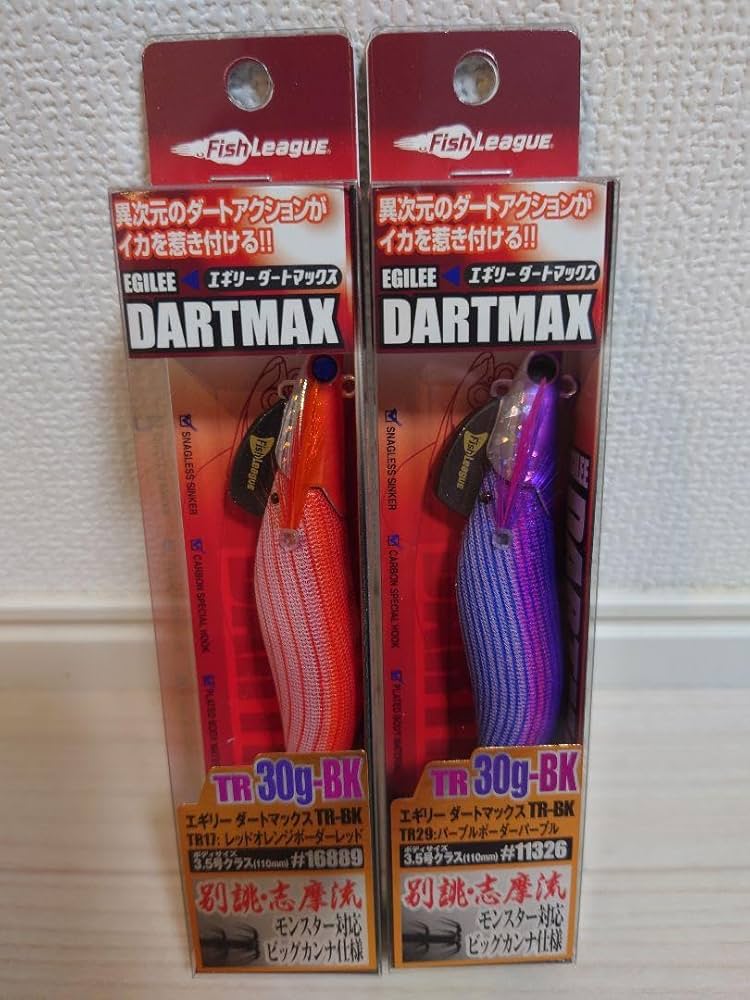 FishLeague
異次元のダートアクションが
イカを惹き付ける!!
EGILEE エギリー ダートマックス
DARTMAX
FishLeague
SNAGLESS SINKER
CARBON SPECIAL HOOK
PLATED BODY
TR 30g-BK
エギリー ダートマックス TR-BK
TR17: レッドオレンジボーダーレッド
ボディサイズ
3.5号クラス(110mm) #16889
別誂・志摩流
モンスター対応
ビッグカンナ仕様
FishLeague
異次元のダートアクションが
イカを惹き付ける!!
EGILEE エギリー ダートマックス
DARTMAX
FishLeague
SNAGLESS SINKER
CARBON SPECIAL HOOK
PLATED BODY
TR 30g-BK
エギリー ダートマックス TR-BK
TR29:パープルボーダーパープル
ボディサイズ
3.5号クラス(110mm) #11326
別誂・志摩流
モンスター対応
ビッグカンナ仕様